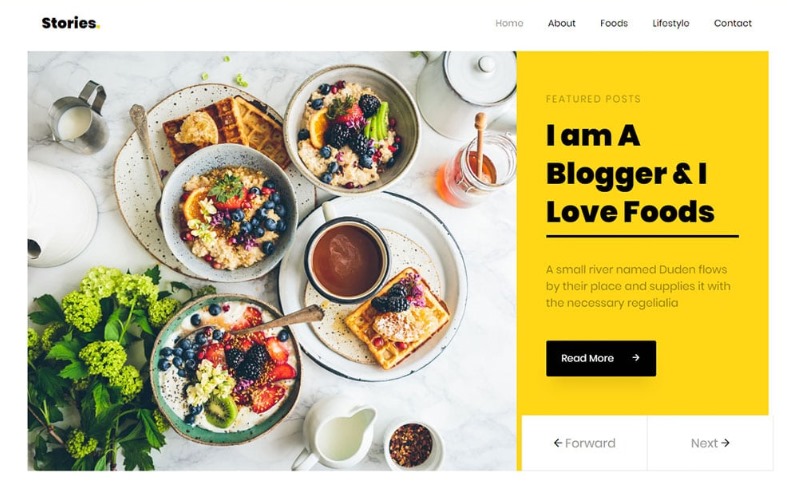 Stories.
Home About Foods Lifestyle Contact
FEATURED POSTS
I am A
Blogger & I
Love Foods
A small river named Duden flows
by their place and supplies it with
the necessary regelialia
Read More →
← Forward Next →